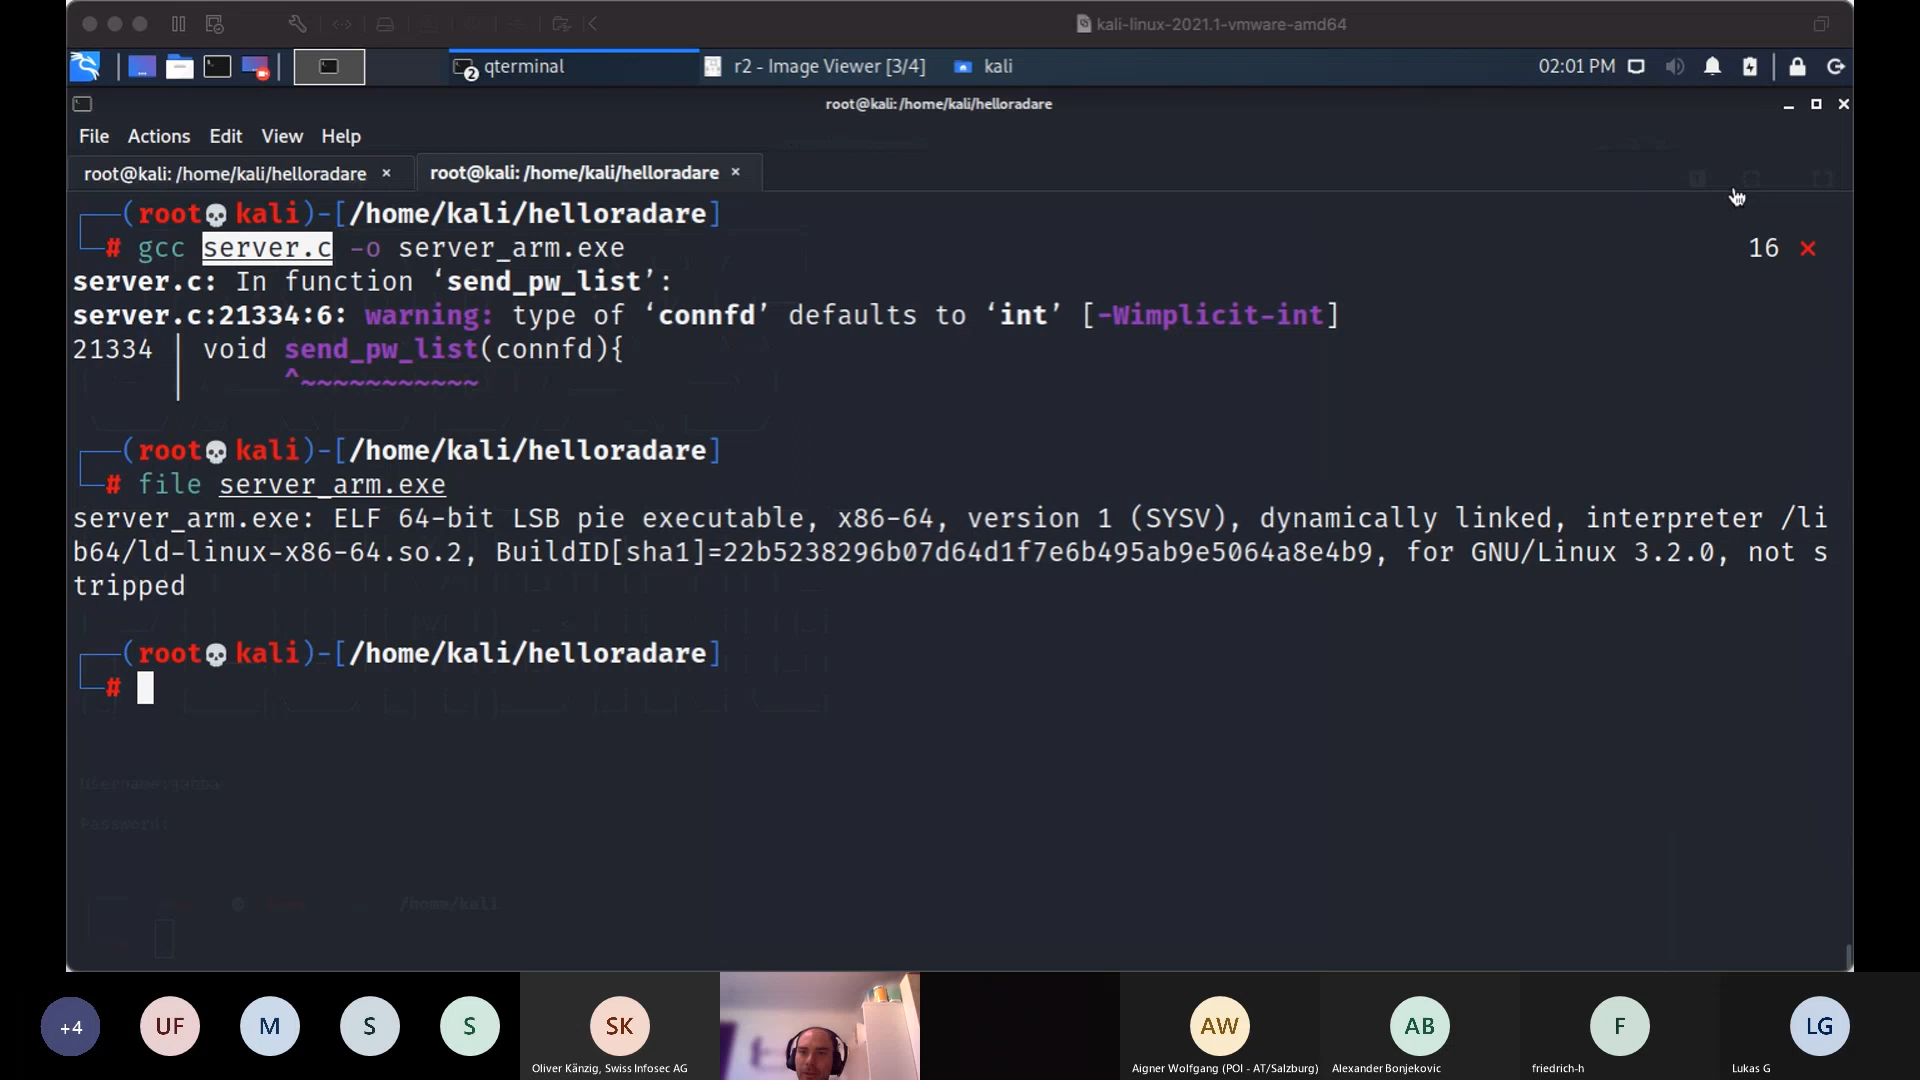 kali-linux-2021.1-vmware-amd64
2 qterminal
r2 - Image Viewer [3/4]
kali
02:01 PM
root@kali:/home/kali/helloradare
File Actions Edit View Help
root@kali: /home/kali/helloradare ×
root@kali: /home/kali/helloradare ×
┌──(root💀kali)-[/home/kali/helloradare]
└─# gcc server.c -o server_arm.exe 16 ×
server.c: In function ‘send_pw_list’:
server.c:21334:6: warning: type of ‘connfd’ defaults to ‘int’ [-Wimplicit-int]
21334 | void send_pw_list(connfd){
      |      ^~~~~~~~~~~~
┌──(root💀kali)-[/home/kali/helloradare]
└─# file server_arm.exe
server_arm.exe: ELF 64-bit LSB pie executable, x86-64, version 1 (SYSV), dynamically linked, interpreter /li
b64/ld-linux-x86-64.so.2, BuildID[sha1]=22b5238296b07d64d1f7e6b495ab9e5064a8e4b9, for GNU/Linux 3.2.0, not s
tripped
┌──(root💀kali)-[/home/kali/helloradare]
└─#
Username:jabba
Password:
/home/kali
+4
UF
M
S
S
SK
Oliver Känzig, Swiss Infosec AG
AW
Aigner Wolfgang (POI - AT/Salzburg)
AB
Alexander Bonjekovic
F
friedrich-h
LG
Lukas G